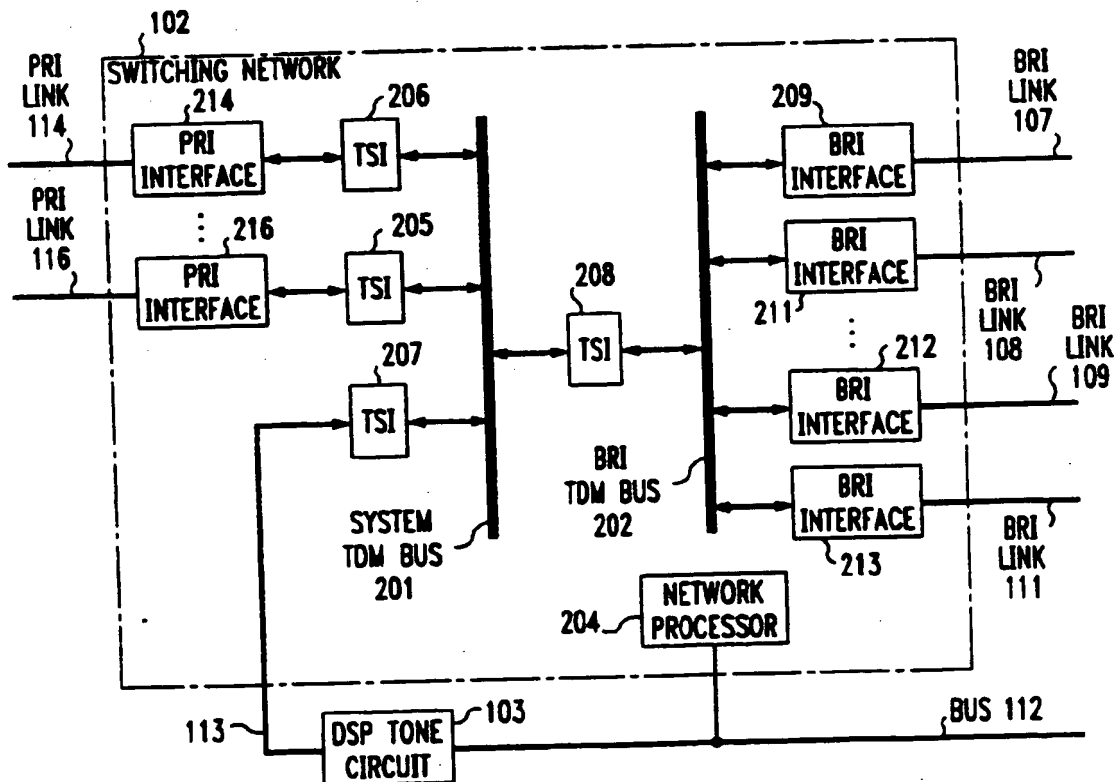 102
SWITCHING NETWORK
PRI
LINK
114
214
PRI
INTERFACE
206
TSI
209
BRI
INTERFACE
BRI
LINK
107
PRI
LINK
116
216
PRI
INTERFACE
205
TSI
208
TSI
BRI
INTERFACE
211
BRI
LINK
108
BRI
LINK
109
207
TSI
212
BRI
INTERFACE
SYSTEM
TDM BUS
201
BRI
TDM BUS
202
BRI
INTERFACE
213
BRI
LINK
111
204
NETWORK
PROCESSOR
113
103
DSP TONE
CIRCUIT
BUS 112